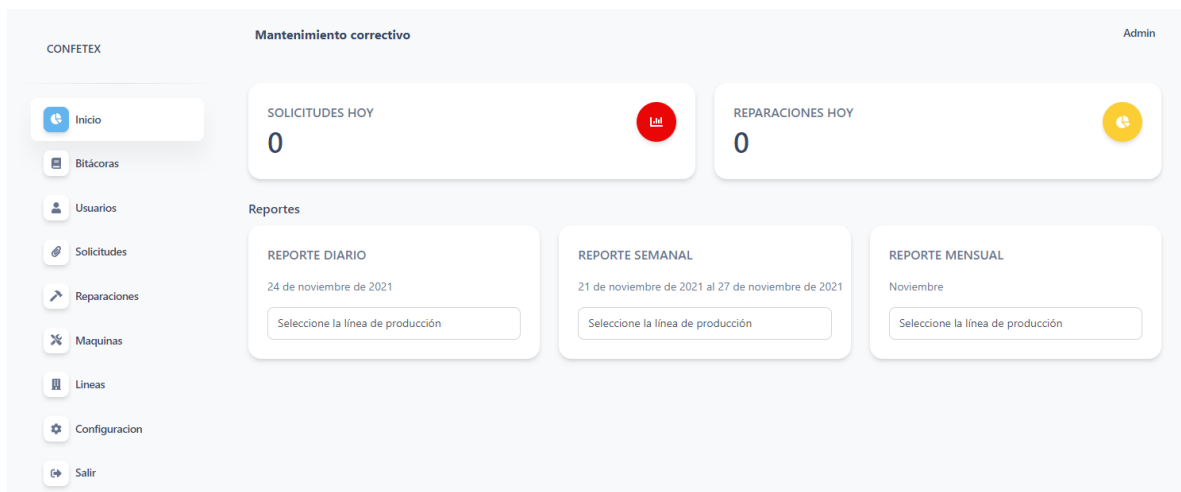 CONFETEX
Inicio
Bitácoras
Usuarios
Solicitudes
Reparaciones
Maquinas
Lineas
Configuracion
Salir
Mantenimiento correctivo
Admin
SOLICITUDES HOY
0
REPARACIONES HOY
0
Reportes
REPORTE DIARIO
24 de noviembre de 2021
Seleccione la línea de producción
REPORTE SEMANAL
21 de noviembre de 2021 al 27 de noviembre de 2021
Seleccione la línea de producción
REPORTE MENSUAL
Noviembre
Seleccione la línea de producción